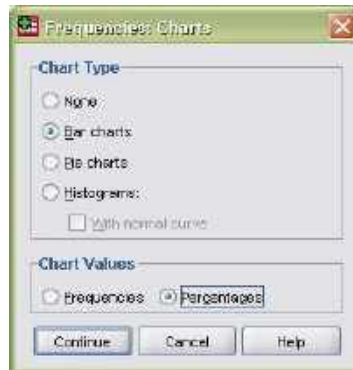 Frequencies: Charts
Chart Type
None
Bar charts
Pie charts
Histograms:
With normal curve
Chart Values
Frequencies Percentages
Continue Cancel Help